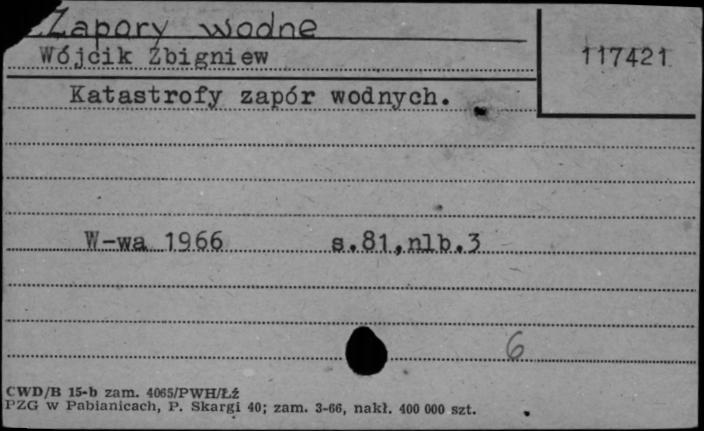 Zapory wodne
Wójcik Zbigniew
117421
Katastrofy zapór wodnych.
W-wa 1966 s.81,nlb.3
6
CWD/B 15-b zam. 4065/PWH/Łż
PZG w Pabianicach, P. Skargi 40; zam. 3-66, nakł. 400 000 szt.